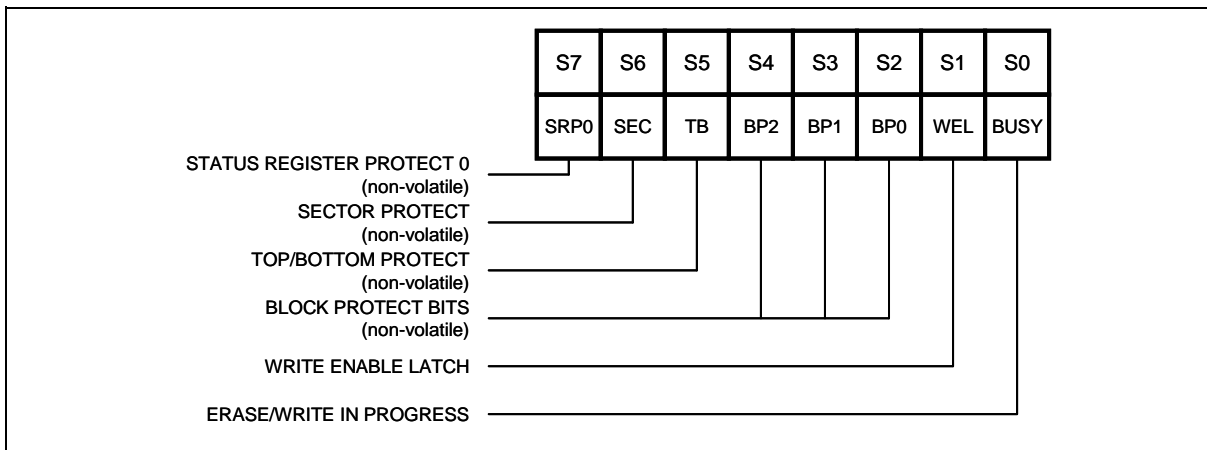 S7 S6 S5 S4 S3 S2 S1 S0
SRP0 SEC TB BP2 BP1 BP0 WEL BUSY
STATUS REGISTER PROTECT 0
(non-volatile)
SECTOR PROTECT
(non-volatile)
TOP/BOTTOM PROTECT
(non-volatile)
BLOCK PROTECT BITS
(non-volatile)
WRITE ENABLE LATCH
ERASE/WRITE IN PROGRESS